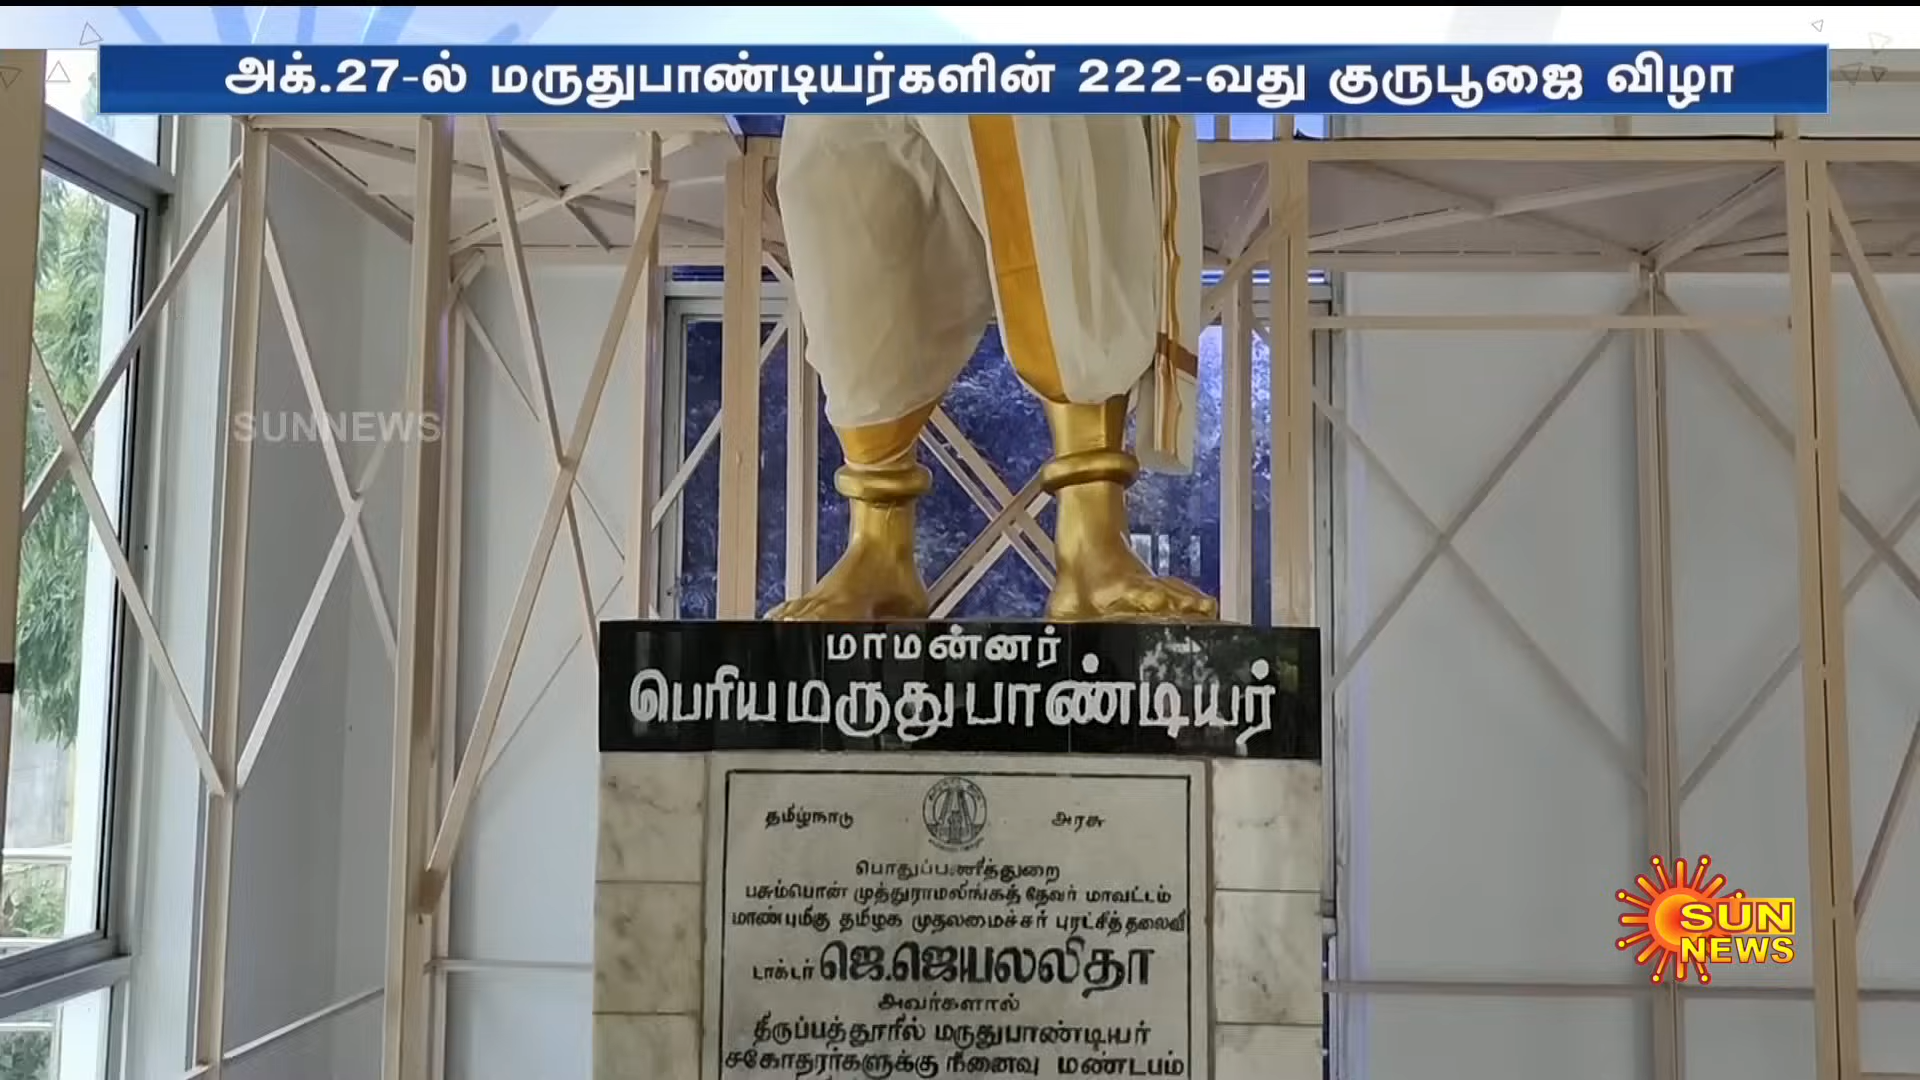 அக்.27-ல் மருதுபாண்டியர்களின் 222-வது குருபூஜை விழா
SUNNEWS
மாமன்னர்
பெரியமருதுபாண்டியர்
தமிழ்நாடு அரசு
பொதுப்பணித்துறை
பசும்பொன் முத்துராமலிங்கத் தேவர் மாவட்டம்
மாண்புமிகு தமிழக முதலமைச்சர் புரட்சித்தலைவி
டாக்டர் ஜெ.ஜெயலலிதா
அவர்களால்
திருப்பத்தூரில் மருதுபாண்டியர்
சகோதரர்களுக்கு நினைவு மண்டபம்
SUN
NEWS